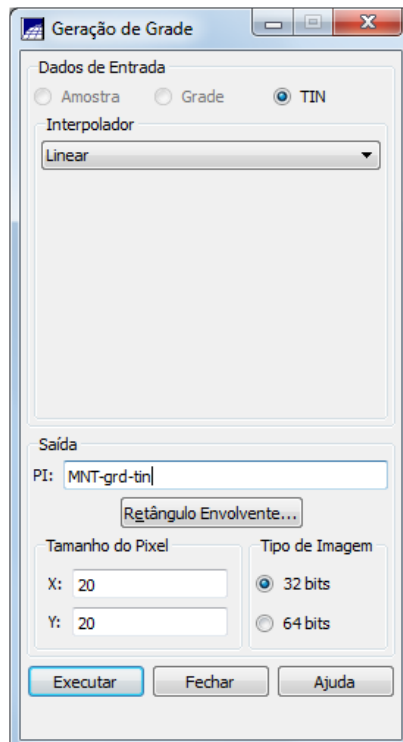 Geração de Grade
Dados de Entrada
Amostra Grade TIN
Interpolador
Linear
Saída
PI: MNT-grd-tin
Retângulo Envolvente...
Tamanho do Pixel Tipo de Imagem
X: 20 32 bits
Y: 20 64 bits
Executar Fechar Ajuda